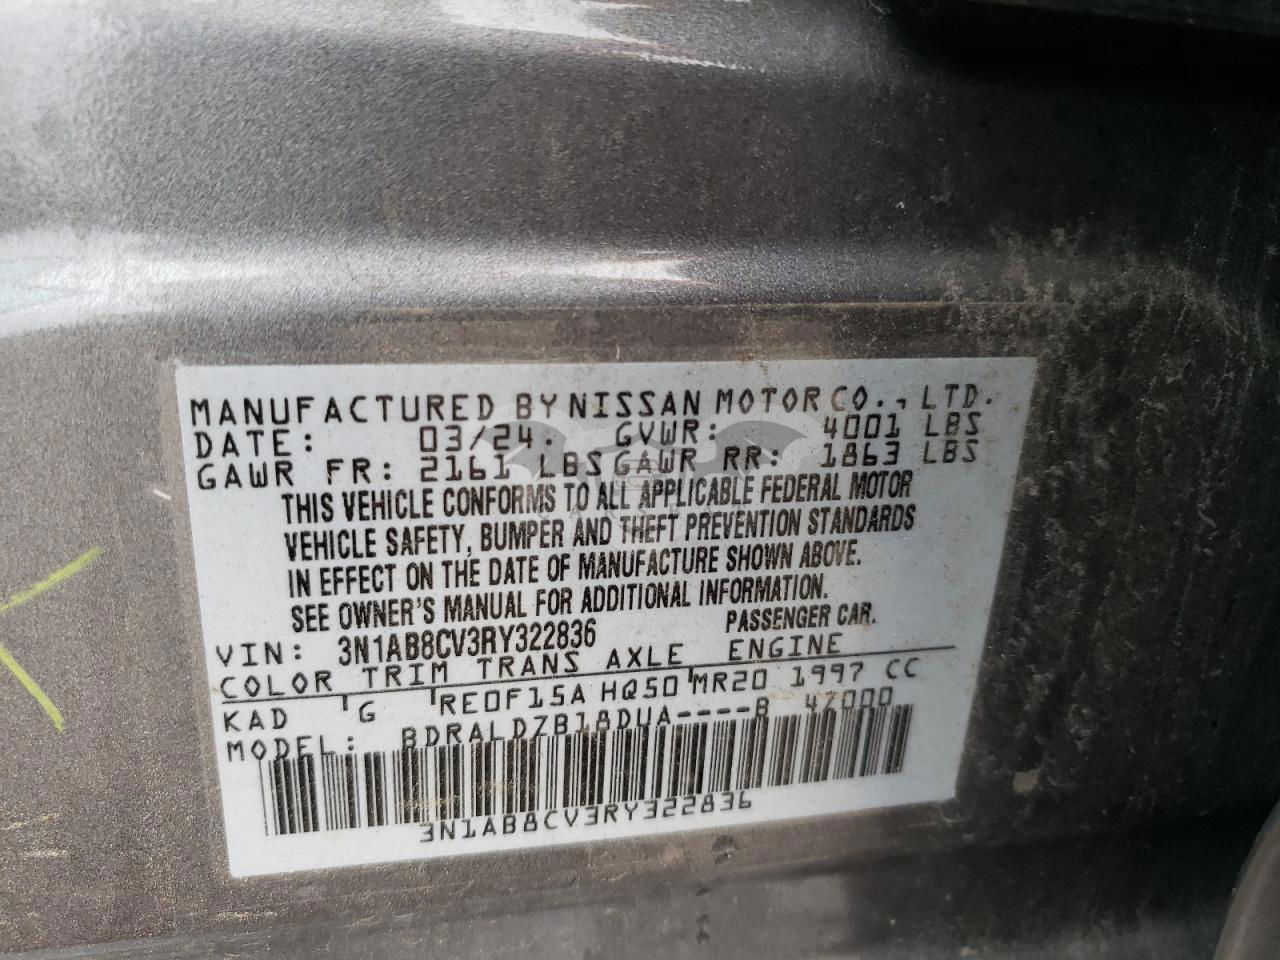 MANUFACTURED BY NISSAN MOTOR CO., LTD.
DATE: 03/24. GVWR: 4001 LBS
GAWR FR: 2161 LBS GAWR RR: 1863 LBS
THIS VEHICLE CONFORMS TO ALL APPLICABLE FEDERAL MOTOR
VEHICLE SAFETY, BUMPER AND THEFT PREVENTION STANDARDS
IN EFFECT ON THE DATE OF MANUFACTURE SHOWN ABOVE.
SEE OWNER'S MANUAL FOR ADDITIONAL INFORMATION.
VIN: 3N1AB8CV3RY322836 PASSENGER CAR.
COLOR TRIM TRANS AXLE ENGINE
KAD G RE0F15A HQ50 MR20 1997 CC
MODEL: BDRALDZB18DUA----B 47000
3N1AB8CV3RY322836